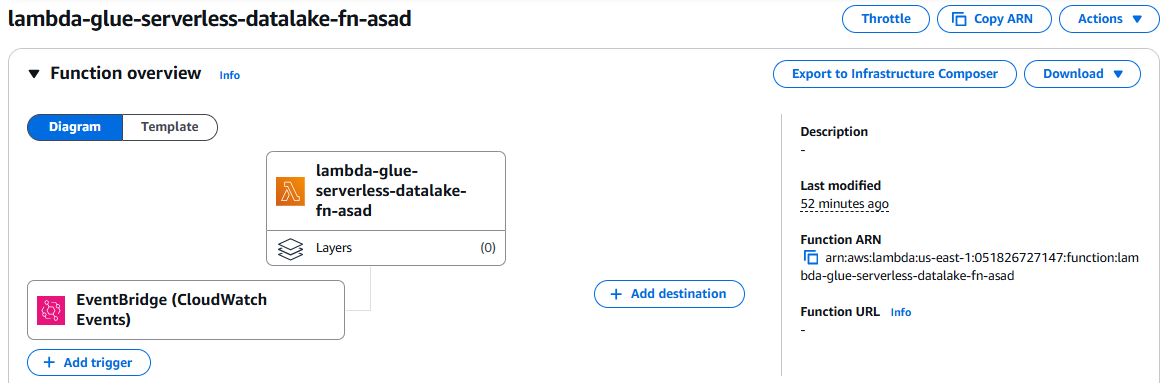 lambda-glue-serverless-datalake-fn-asad
Throttle
Copy ARN
Actions
Function overview
Info
Export to Infrastructure Composer
Download
Diagram
Template
lambda-glue-
serverless-datalake-
fn-asad
Layers
(0)
EventBridge (CloudWatch
Events)
+ Add trigger
+ Add destination
Description
-
Last modified
52 minutes ago
Function ARN
arn:aws:lambda:us-east-1:051826727147:function:lam
bda-glue-serverless-datalake-fn-asad
Function URL
Info
-